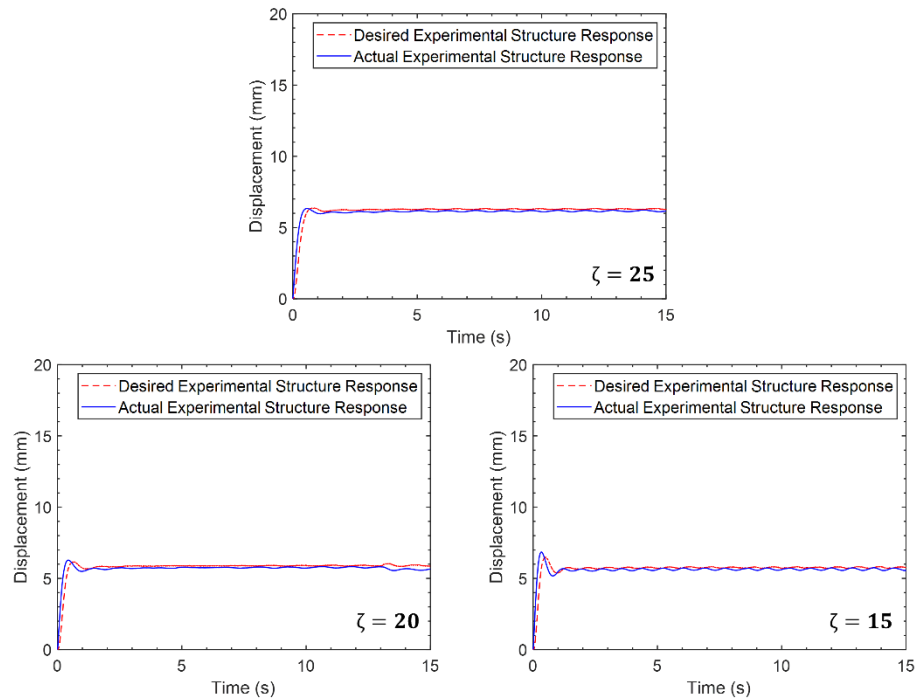 20
15
10
5
0
Displacement (mm)
Desired Experimental Structure Response
Actual Experimental Structure Response
ζ = 25
0 5 10 15
Time (s)
20
15
10
5
0
Displacement (mm)
Desired Experimental Structure Response
Actual Experimental Structure Response
ζ = 20
0 5 10 15
Time (s)
20
15
10
5
0
Displacement (mm)
Desired Experimental Structure Response
Actual Experimental Structure Response
ζ = 15
0 5 10 15
Time (s)